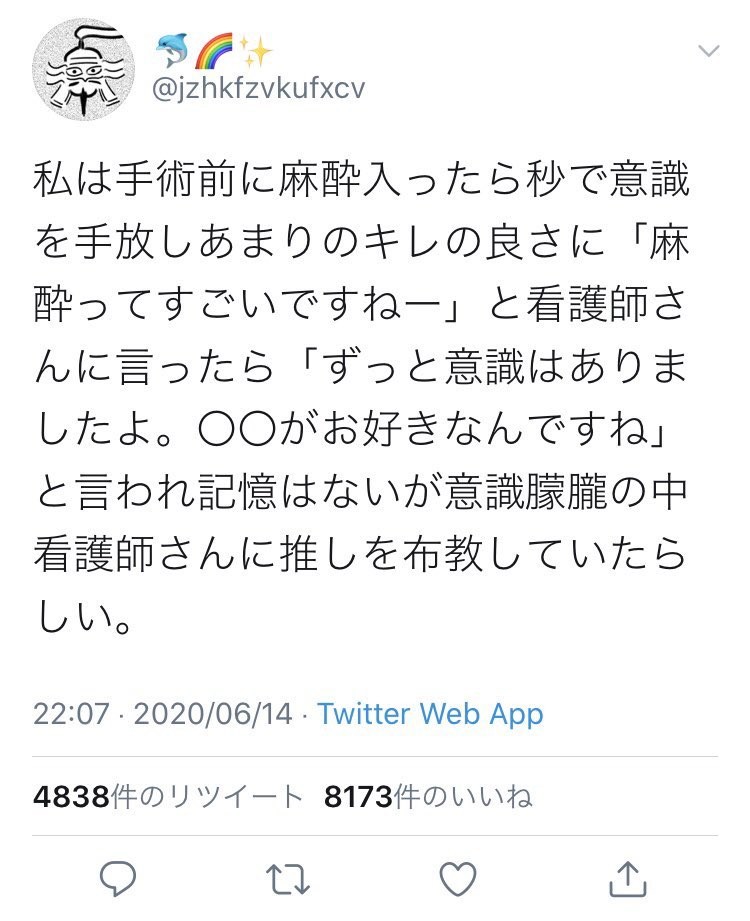 🐬🌈✨
@jzhkfzvkufxcv
私は手術前に麻酔入ったら秒で意識
を手放しあまりのキレの良さに「麻
酔ってすごいですねー」と看護師さ
んに言ったら「ずっと意識はありま
したよ。〇〇がお好きなんですね」
と言われ記憶はないが意識朦朧の中
看護師さんに推しを布教していたら
しい。
22:07 · 2020/06/14 · Twitter Web App
4838件のリツイート 8173件のいいね